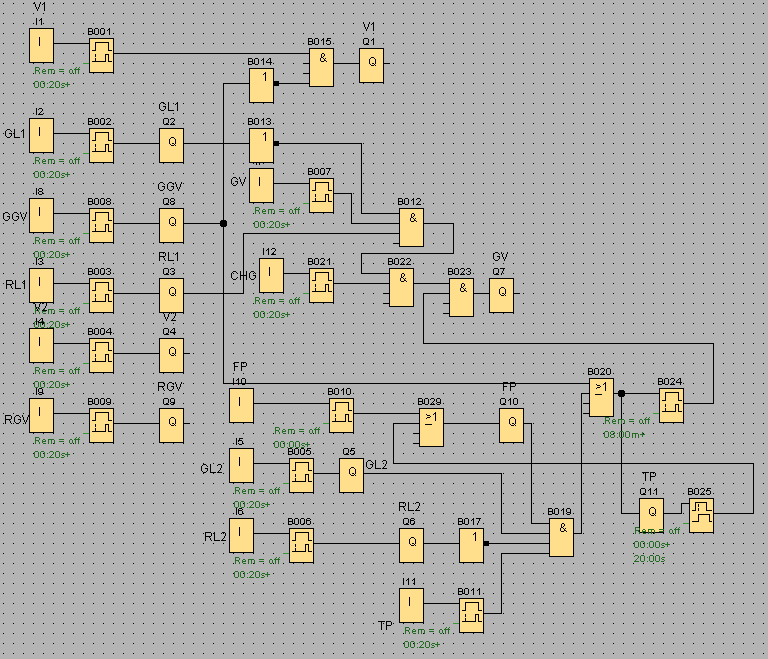 V1
I1
I
B001
Rem = off
00:20s+
B014
1
B015
&
V1
Q1
Q
I2
GL1
I
B002
Rem = off
00:20s+
GL1
Q2
Q
B013
1
GV
I
B007
Rem = off
00:20s+
I8
GGV
I
B008
Rem = off
00:20s+
GGV
Q8
Q
B012
&
I3
RL1
I
B003
Rem = off
00:20s+
RL1
Q3
Q
I12
CHG
I
B021
Rem = off
00:20s+
B022
&
B023
&
GV
Q7
Q
V2
I4
I
B004
Rem = off
00:20s+
V2
Q4
Q
I9
RGV
I
B009
Rem = off
00:20s+
RGV
Q9
Q
FP
I10
I
B010
Rem = off
00:00s+
B029
>1
FP
Q10
Q
B020
>1
B024
Rem = off
08:00m+
I5
GL2
I
B005
Rem = off
00:20s+
Q5
Q
GL2
TP
Q11
Q
B025
Rem = off
00:00s+
20:00s
I6
RL2
I
B006
Rem = off
00:20s+
RL2
Q6
Q
B017
1
B019
&
I11
TP
I
B011
Rem = off
00:20s+